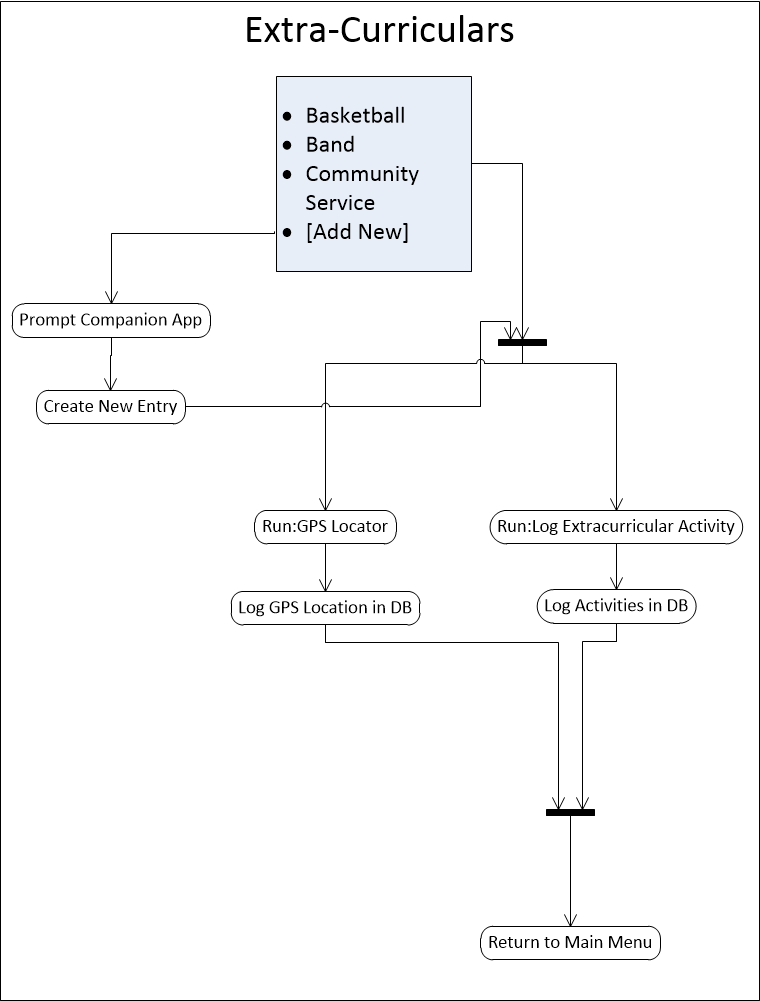 Extra-Curriculars
• Basketball
• Band
• Community
Service
• [Add New]
Prompt Companion App
Create New Entry
Run:GPS Locator
Run:Log Extracurricular Activity
Log GPS Location in DB
Log Activities in DB
Return to Main Menu